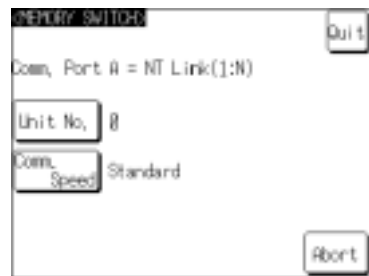 <MEMORY SWITCH>
Quit
Comm. Port A = NT Link(1:N)
Unit No. 0
Comm. Speed Standard
Abort